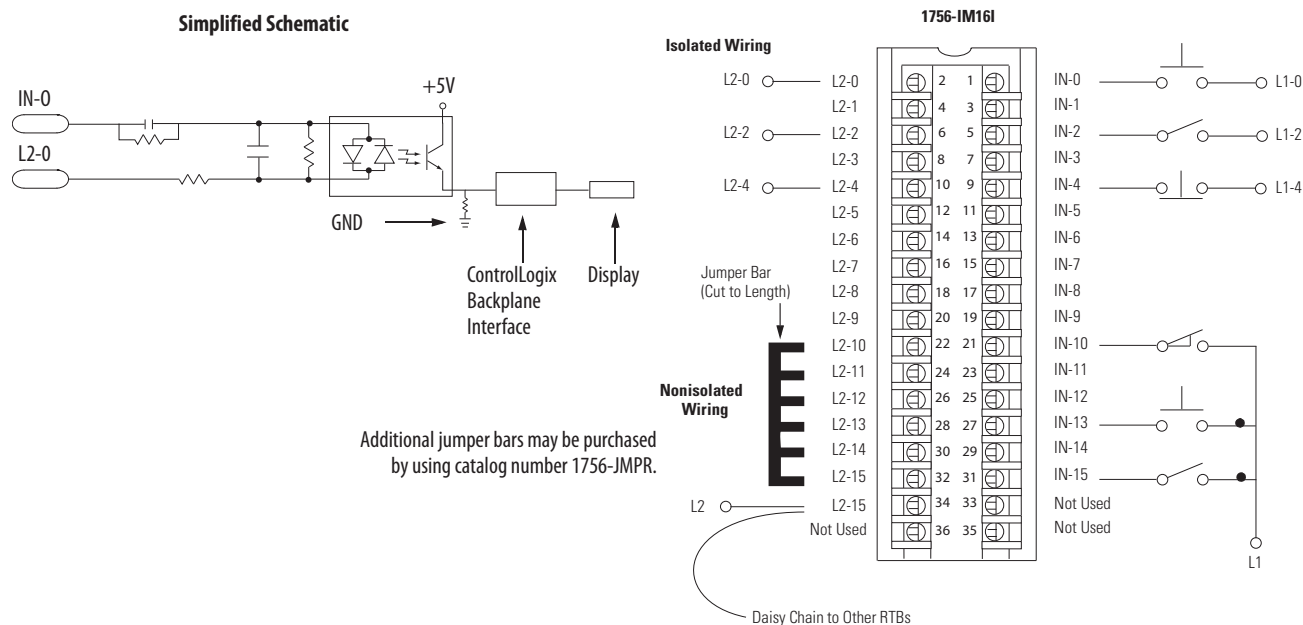 Simplified Schematic
IN-0
L2-0
+5V
GND
ControlLogix
Backplane
Interface
Display
Additional jumper bars may be purchased
by using catalog number 1756-JMPR.
1756-IM16I
Isolated Wiring
L2-0 L2-0 2 1 IN-0 L1-0
L2-1 4 3 IN-1
L2-2 L2-2 6 5 IN-2 L1-2
L2-3 8 7 IN-3
L2-4 L2-4 10 9 IN-4 L1-4
L2-5 12 11 IN-5
L2-6 14 13 IN-6
L2-7 16 15 IN-7
Jumper Bar
(Cut to Length)
L2-8 18 17 IN-8
L2-9 20 19 IN-9
L2-10 22 21 IN-10
L2-11 24 23 IN-11
Nonisolated
Wiring
L2-12 26 25 IN-12
L2-13 28 27 IN-13
L2-14 30 29 IN-14
L2-15 32 31 IN-15
L2 L2-15 34 33 Not Used
Not Used 36 35 Not Used
L1
Daisy Chain to Other RTBs